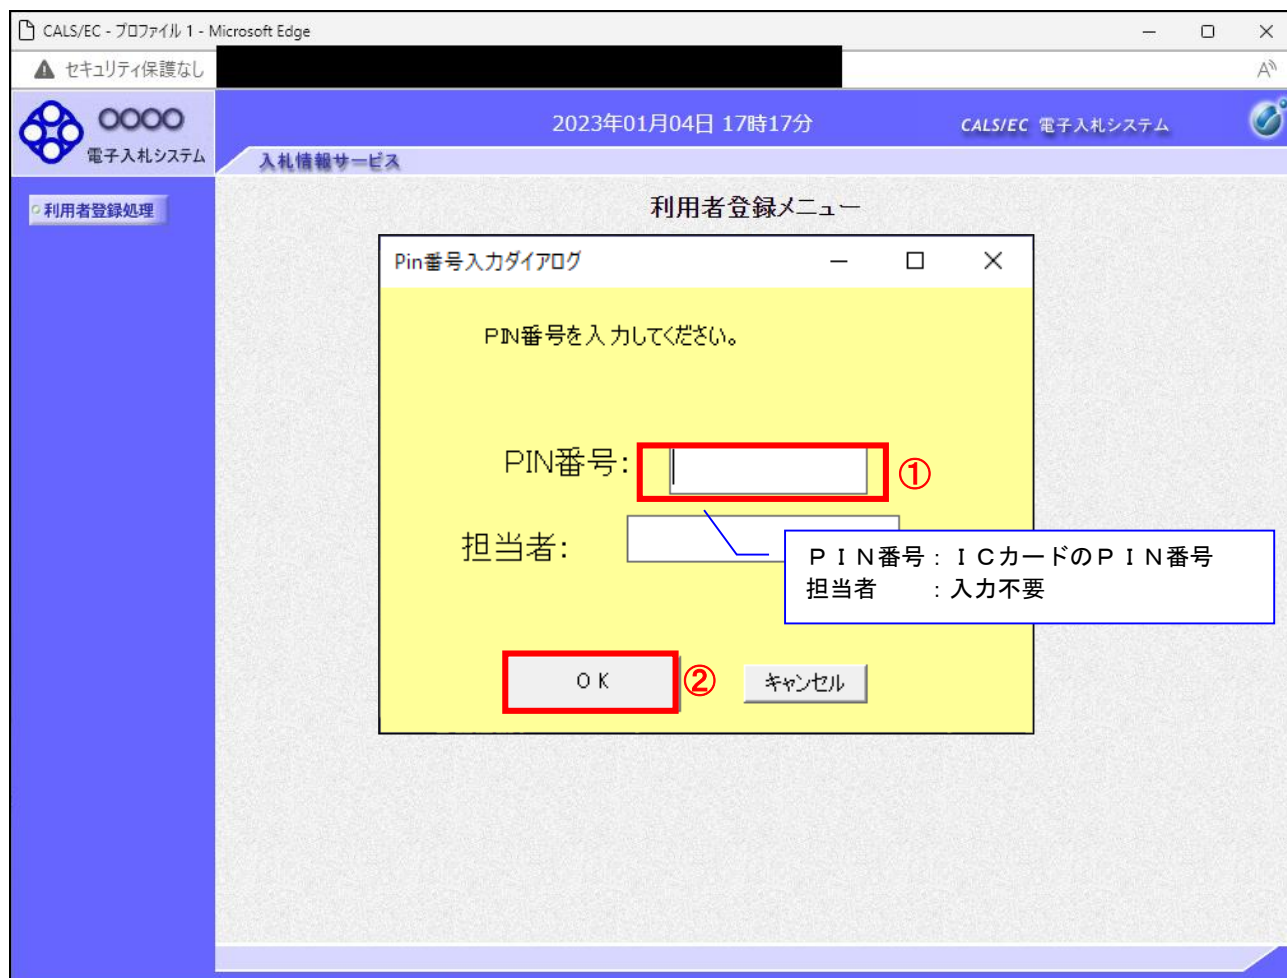 CALS/EC - プロファイル 1 - Microsoft Edge
セキュリティ保護なし
OOOO
2023年01月04日 17時17分
CALS/EC 電子入札システム
電子入札システム
入札情報サービス
利用者登録処理
利用者登録メニュー
Pin番号入力ダイアログ
PIN番号を入力してください。
PIN番号:
①
担当者:
ＰＩＮ番号：ＩＣカードのＰＩＮ番号
担当者　　：入力不要
ＯＫ
②
キャンセル